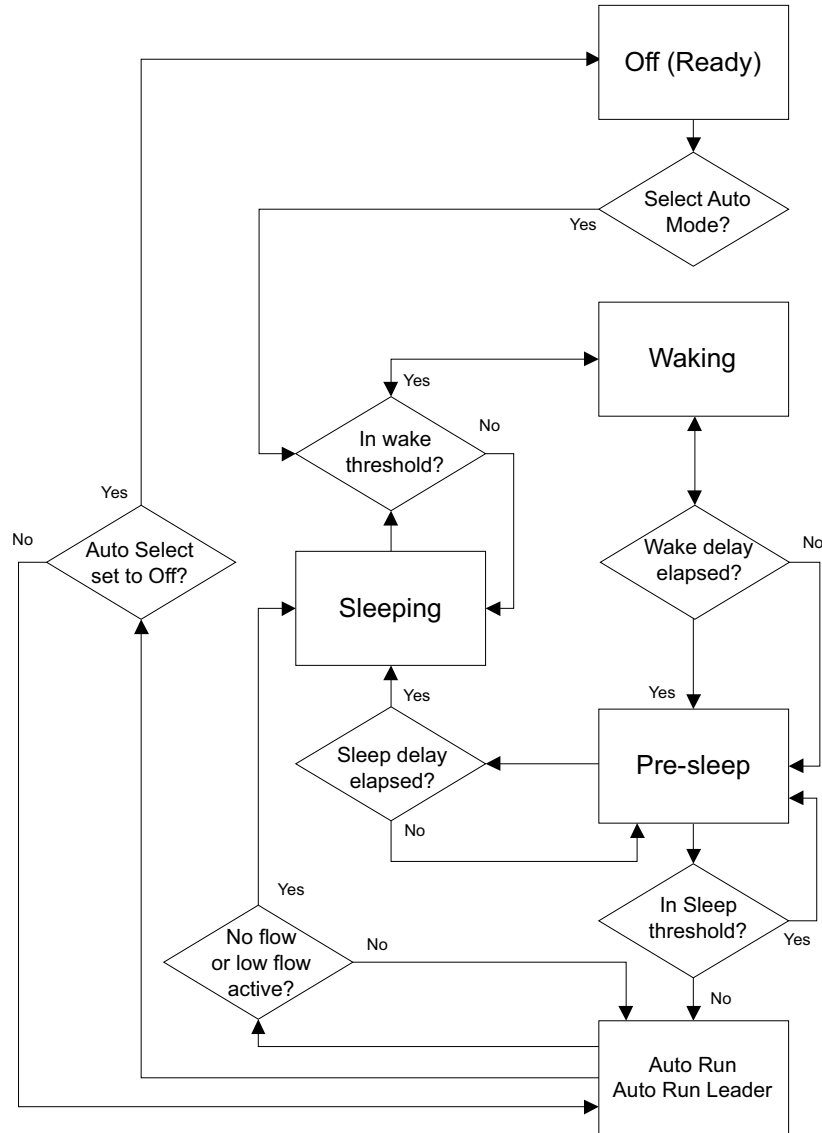 Off (Ready)
Select Auto
Mode?
Yes
Waking
Yes
In wake
threshold?
No
Yes
No
Auto Select
set to Off?
Wake delay
elapsed?
No
Sleeping
Yes
Yes
Sleep delay
elapsed?
Pre-sleep
No
Yes
In Sleep
threshold?
Yes
No flow
or low flow
active?
No
No
Auto Run
Auto Run Leader